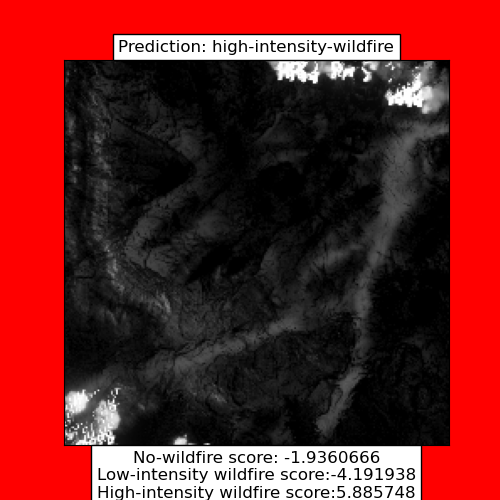 Prediction: high-intensity-wildfire
No-wildfire score: -1.9360666
Low-intensity wildfire score:-4.191938
High-intensity wildfire score:5.885748